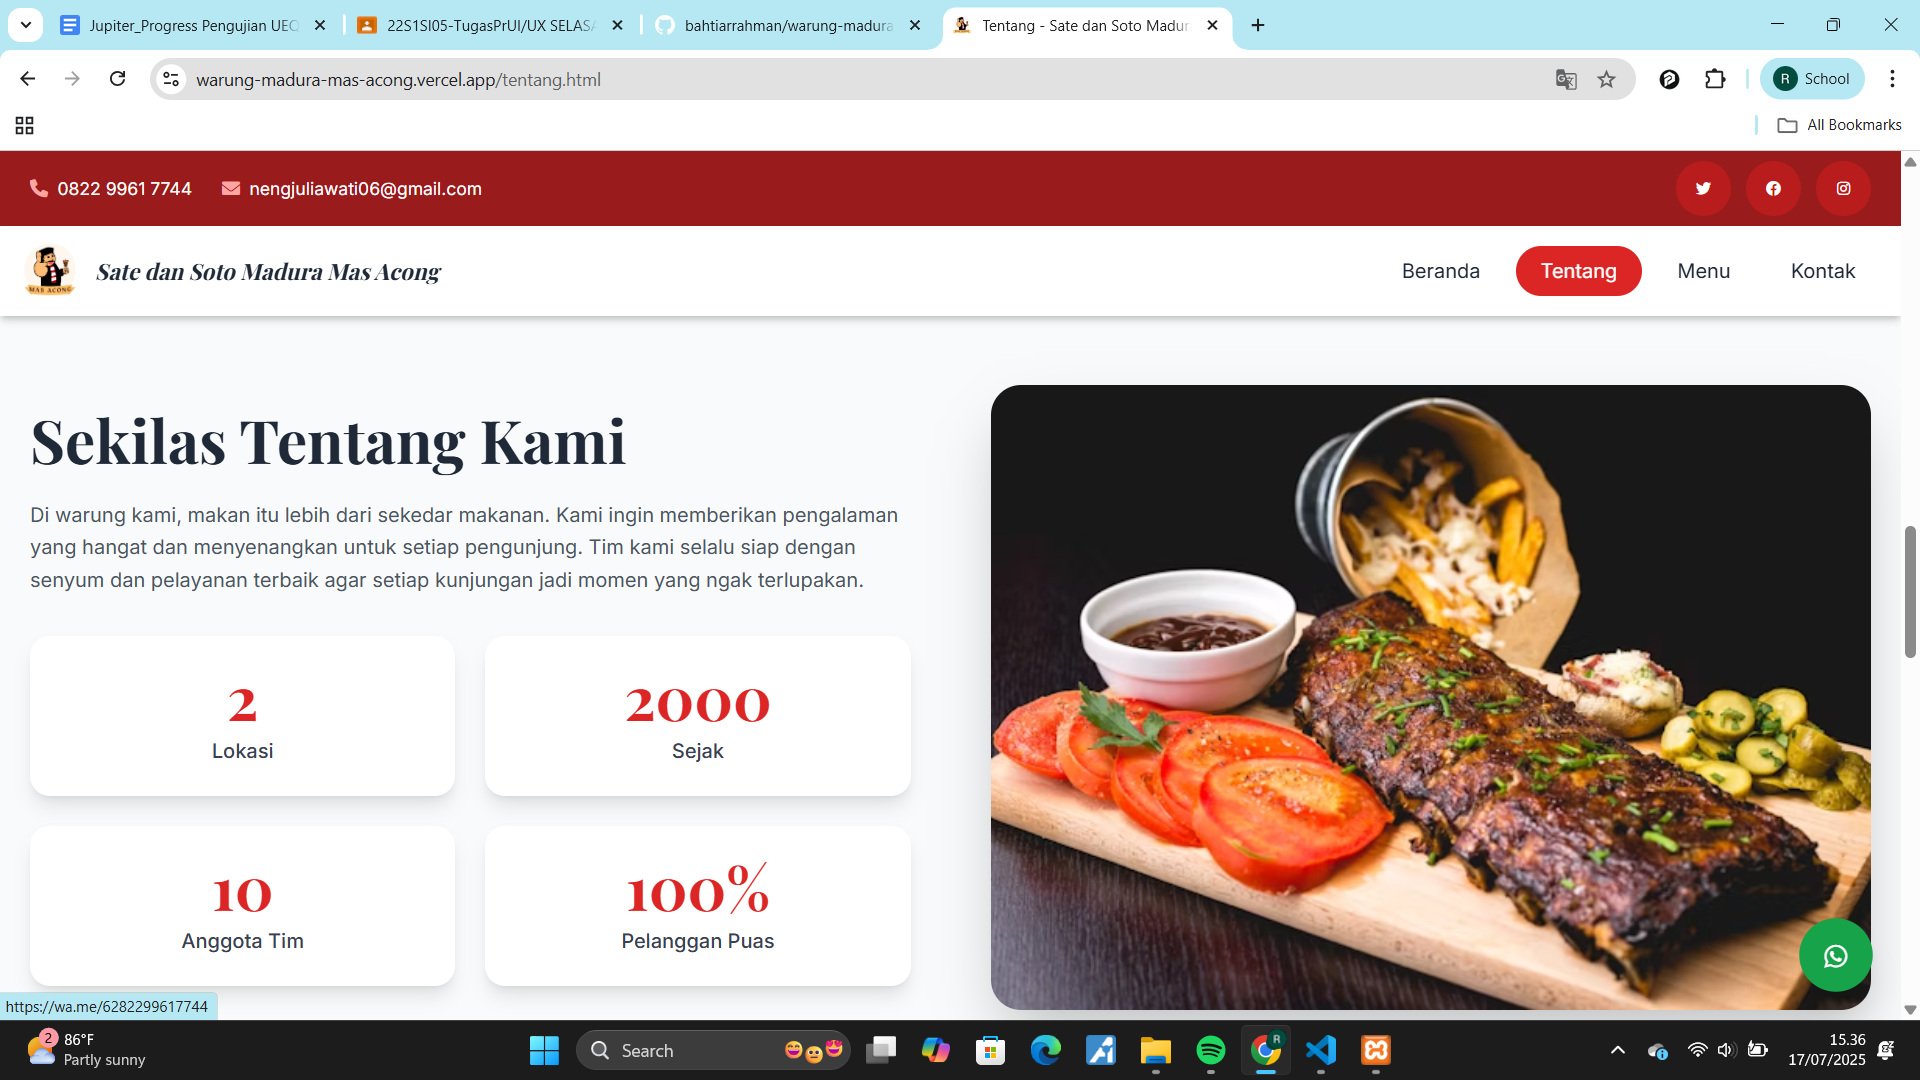 Jupiter_Progress Pengujian UEQ
22S1SI05-TugasPrUI/UX SELASA
bahtiarrahman/warung-madura
Tentang - Sate dan Soto Madura
warung-madura-mas-acong.vercel.app/tentang.html
R
School
All Bookmarks
0822 9961 7744
nengjuliawati06@gmail.com
MAS ACONG
Sate dan Soto Madura Mas Acong
Beranda
Tentang
Menu
Kontak
Sekilas Tentang Kami
Di warung kami, makan itu lebih dari sekedar makanan. Kami ingin memberikan pengalaman
yang hangat dan menyenangkan untuk setiap pengunjung. Tim kami selalu siap dengan
senyum dan pelayanan terbaik agar setiap kunjungan jadi momen yang ngak terlupakan.
2
Lokasi
2000
Sejak
10
Anggota Tim
100%
Pelanggan Puas
https://wa.me/6282299617744
2
86°F
Partly sunny
Search
R
15.36
17/07/2025